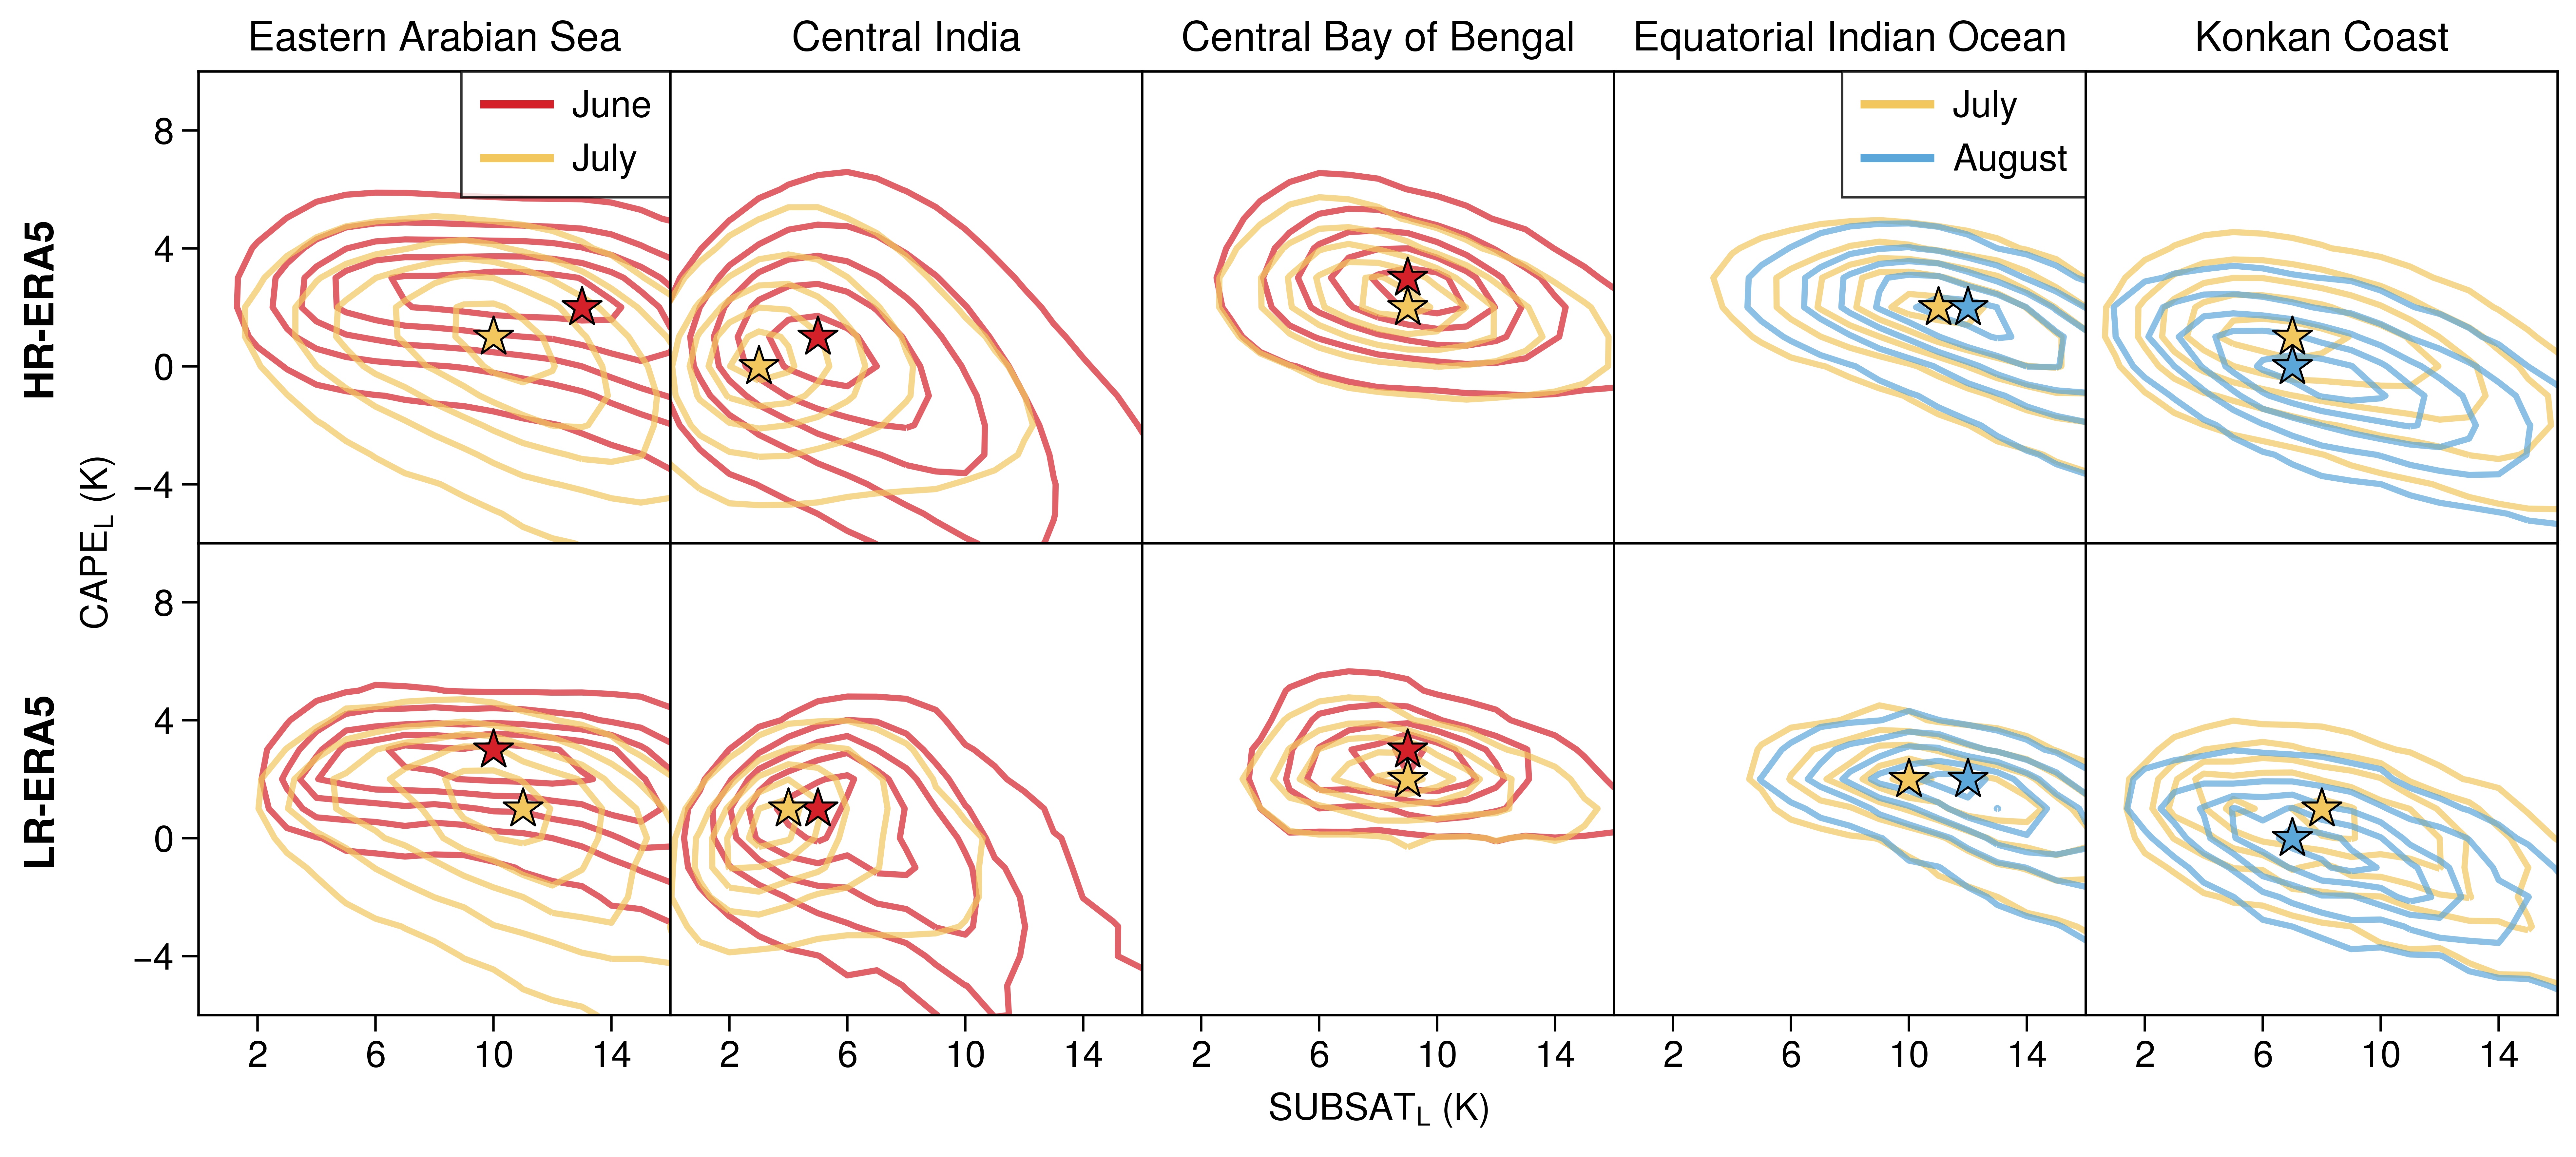 Eastern Arabian Sea
Central India
Central Bay of Bengal
Equatorial Indian Ocean
Konkan Coast
June
July
July
August
HR-ERA5
8
4
0
−4
CAPE_L (K)
LR-ERA5
8
4
0
−4
2 6 10 14
2 6 10 14
2 6 10 14
2 6 10 14
2 6 10 14
SUBSAT_L (K)